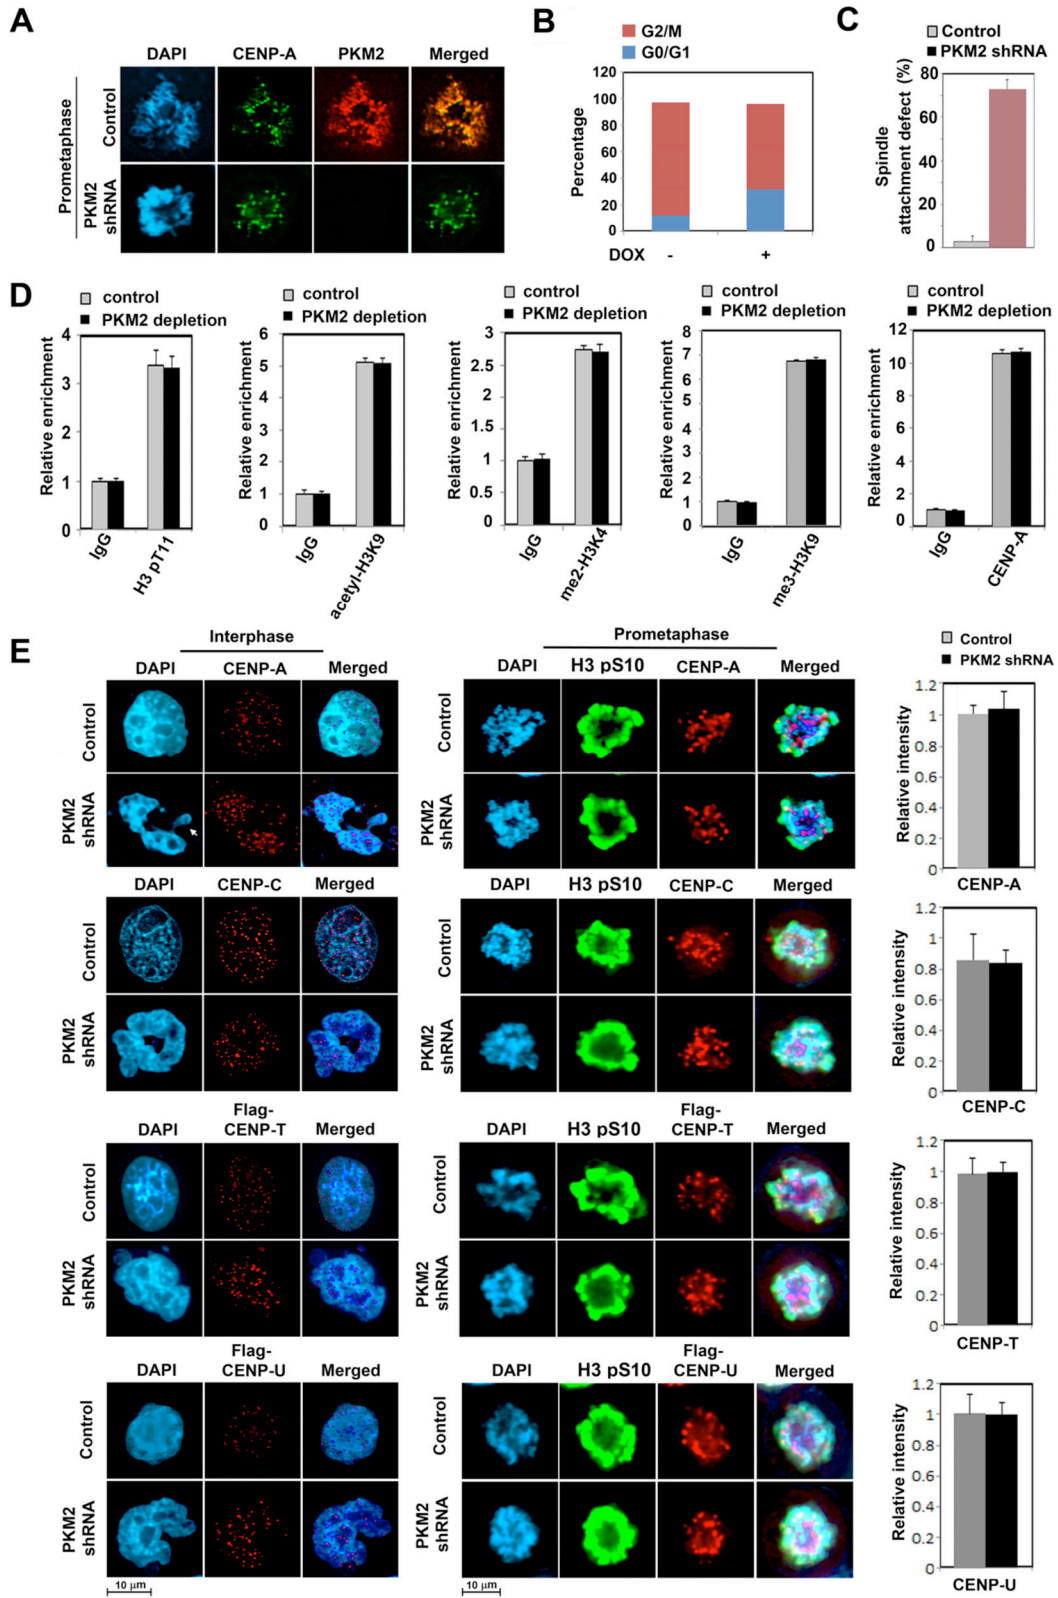 A
DAPI CENP-A PKM2 Merged
Prometaphase
Control
PKM2
shRNA
B
G2/M
G0/G1
Percentage
120
100
80
60
40
20
0
DOX - +
C
Control
PKM2 shRNA
Spindle
attachment defect (%)
80
60
40
20
0
D
control
PKM2 depletion
Relative enrichment
4
3
2
1
0
IgG
H3 pT11
control
PKM2 depletion
Relative enrichment
6
5
4
3
2
1
0
IgG
acetyl-H3K9
control
PKM2 depletion
Relative enrichment
3
2.5
2
1.5
1
0.5
0
IgG
me2-H3K4
control
PKM2 depletion
Relative enrichment
8
7
6
5
4
3
2
1
0
IgG
me3-H3K9
control
PKM2 depletion
Relative enrichment
12
10
8
6
4
2
0
IgG
CENP-A
E
Interphase
DAPI CENP-A Merged
Control
PKM2
shRNA
Prometaphase
DAPI H3 pS10 CENP-A Merged
Control
PKM2
shRNA
Control
PKM2 shRNA
Relative intensity
1.2
1
0.8
0.6
0.4
0.2
0
CENP-A
DAPI CENP-C Merged
Control
PKM2
shRNA
DAPI H3 pS10 CENP-C Merged
Control
PKM2
shRNA
Relative intensity
1.2
1
0.8
0.6
0.4
0.2
0
CENP-C
Flag-
DAPI CENP-T Merged
Control
PKM2
shRNA
Flag-
DAPI H3 pS10 CENP-T Merged
Control
PKM2
shRNA
Relative intensity
1.2
1
0.8
0.6
0.4
0.2
0
CENP-T
Flag-
DAPI CENP-U Merged
Control
PKM2
shRNA
10 μm
Flag-
DAPI H3 pS10 CENP-U Merged
Control
PKM2
shRNA
10 μm
Relative intensity
1.2
1
0.8
0.6
0.4
0.2
0
CENP-U